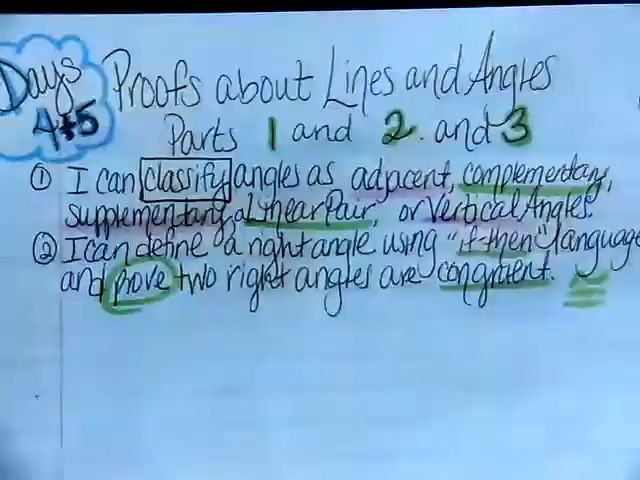 Days Proofs about Lines and Angles
4+5 Parts 1 and 2. and 3
① I can classify angles as adjacent, complementary,
supplementary, a Linear Pair, or Vertical Angles.
② I can define a right angle using "if-then" language
and prove two right angles are congruent.